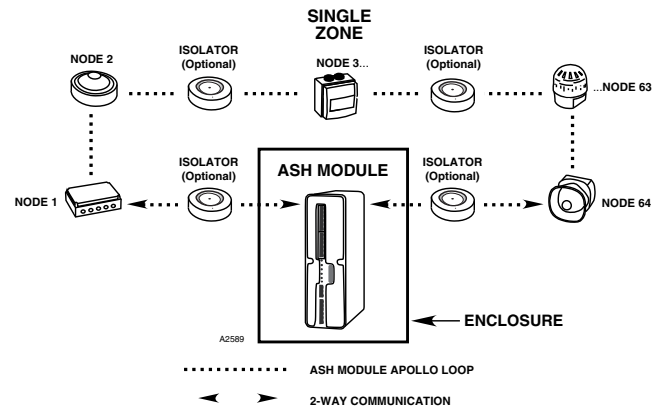 SINGLE
ZONE
NODE 2
ISOLATOR
(Optional)
NODE 3...
ISOLATOR
(Optional)
...NODE 63
NODE 1
ISOLATOR
(Optional)
ASH MODULE
ISOLATOR
(Optional)
NODE 64
A2589
ENCLOSURE
ASH MODULE APOLLO LOOP
2-WAY COMMUNICATION